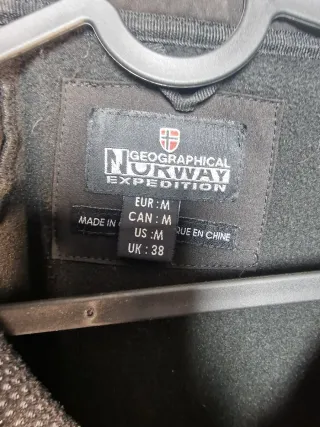 GEOGRAPHICAL
NORWAY
EXPEDITION
EUR : M
CAN : M
US : M
UK : 38
MADE IN
QUE EN CHINE